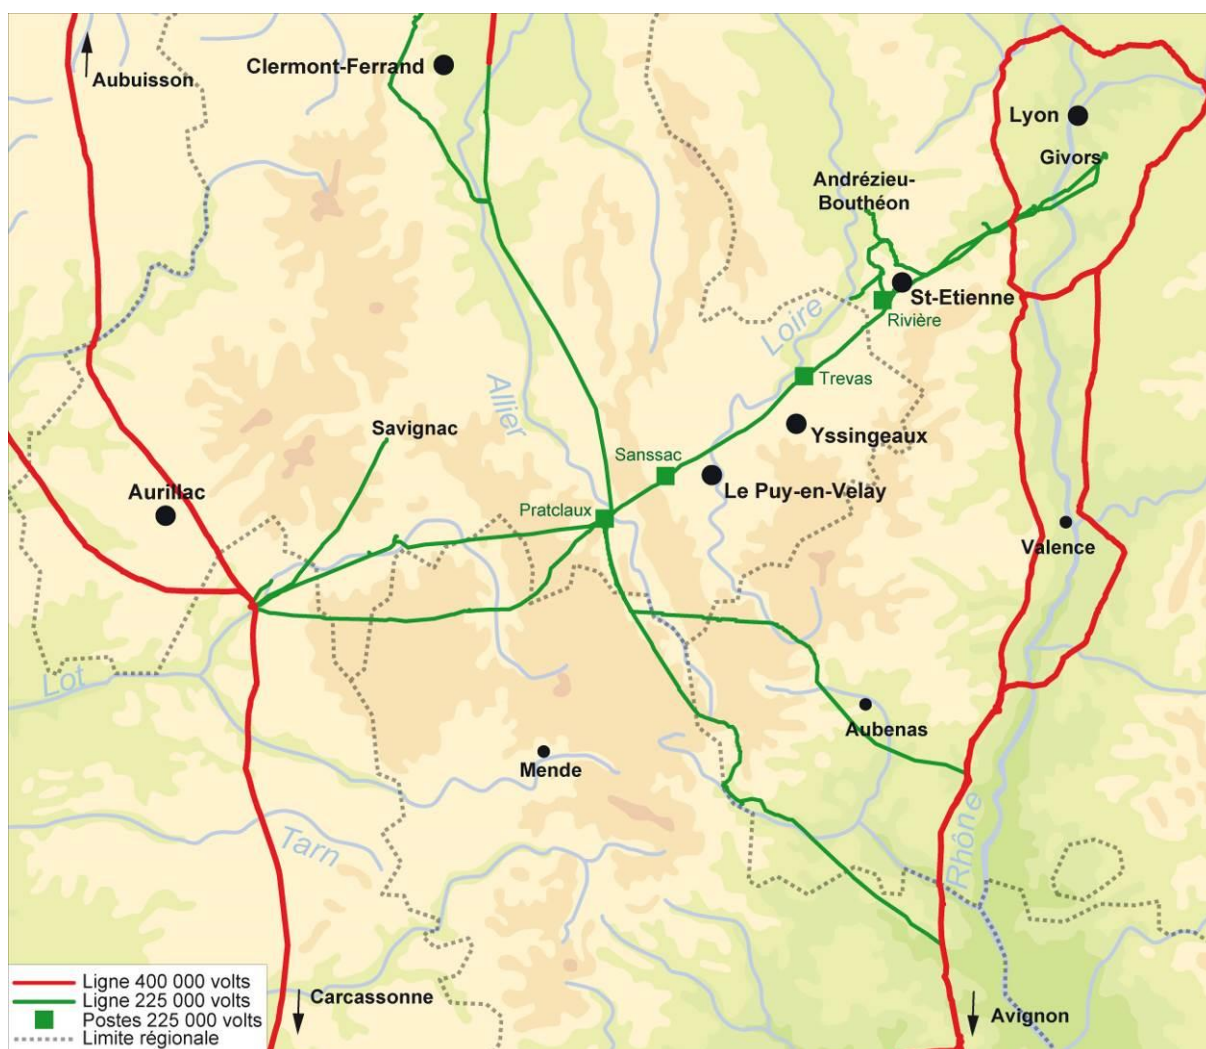 Clermont-Ferrand
Aubuisson
Lyon
Givors
Andrézieu-
Bouthéon
St-Etienne
Rivière
Loire
Trevas
Allier
Savignac
Yssingeaux
Sanssac
Le Puy-en-Velay
Aurillac
Pratclaux
Valence
Lot
Aubenas
Mende
Rhône
Tarn
Carcassonne
Avignon
Ligne 400 000 volts
Ligne 225 000 volts
Postes 225 000 volts
Limite régionale